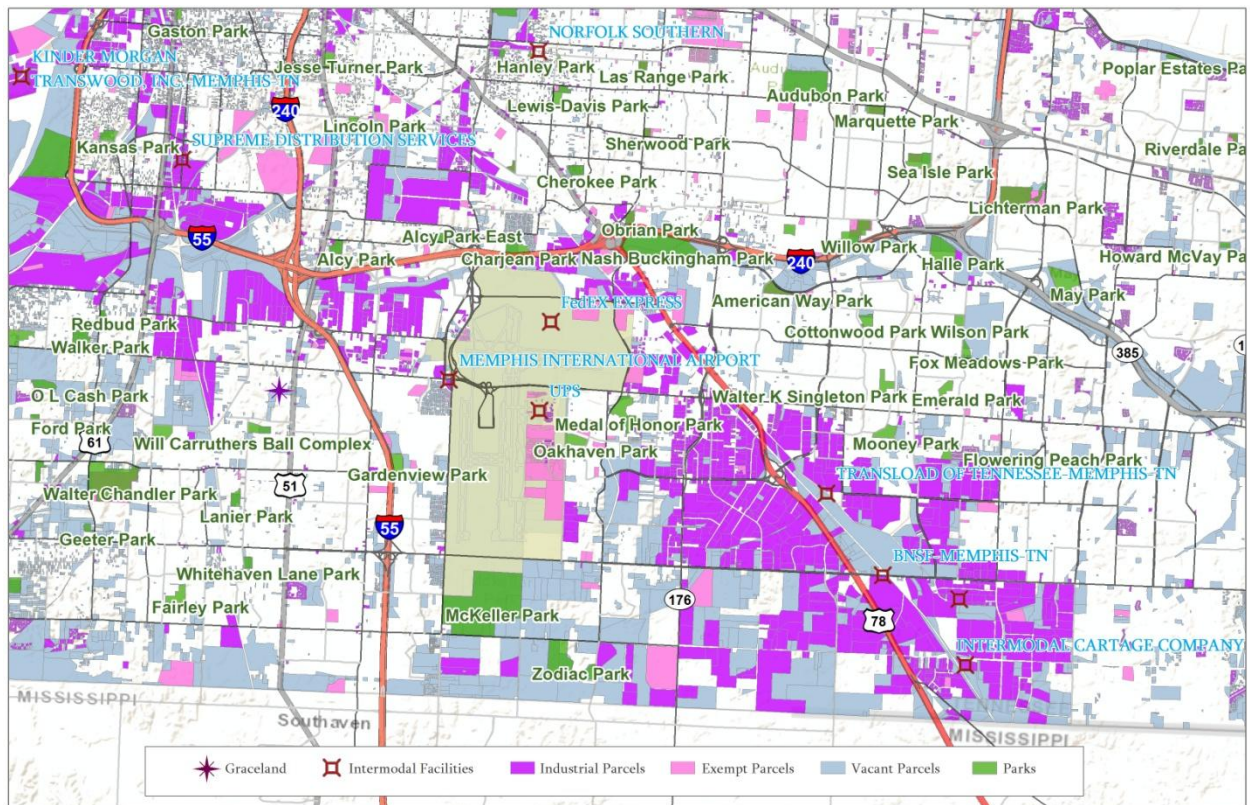 Gaston Park
NORFOLK SOUTHERN
KINDER MORGAN
Jesse Turner Park
Hanley Park
Las Range Park
Audubon Park
Poplar Estates Pa
TRANSWOOD, INC. MEMPHIS-TN
240
Lewis-Davis Park
Marquette Park
Lincoln Park
Kansas Park
SUPREME DISTRIBUTION SERVICES
Sherwood Park
Riverdale Pa
Cherokee Park
Sea Isle Park
Lichterman Park
55
Alcy Park East
Obrian Park
Willow Park
Alcy Park
Charjean Park
Nash Buckingham Park
240
Halle Park
Howard McVay Pa
FedEX EXPRESS
American Way Park
May Park
Redbud Park
Cottonwood Park
Wilson Park
Walker Park
MEMPHIS INTERNATIONAL AIRPORT
Fox Meadows Park
385
1
O L Cash Park
UPS
Walter K Singleton Park
Emerald Park
Ford Park
61
Will Carruthers Ball Complex
Medal of Honor Park
Mooney Park
Oakhaven Park
Flowering Peach Park
Gardenview Park
51
TRANSLOAD OF TENNESSEE-MEMPHIS-TN
Walter Chandler Park
Lanier Park
55
Geeter Park
BNSF-MEMPHIS-TN
Whitehaven Lane Park
Fairley Park
McKeller Park
176
78
INTERMODAL CARTAGE COMPANY
Zodiac Park
MISSISSIPPI
TENNESSEE
Southaven
MISSISSIPPI
Graceland
Intermodal Facilities
Industrial Parcels
Exempt Parcels
Vacant Parcels
Parks